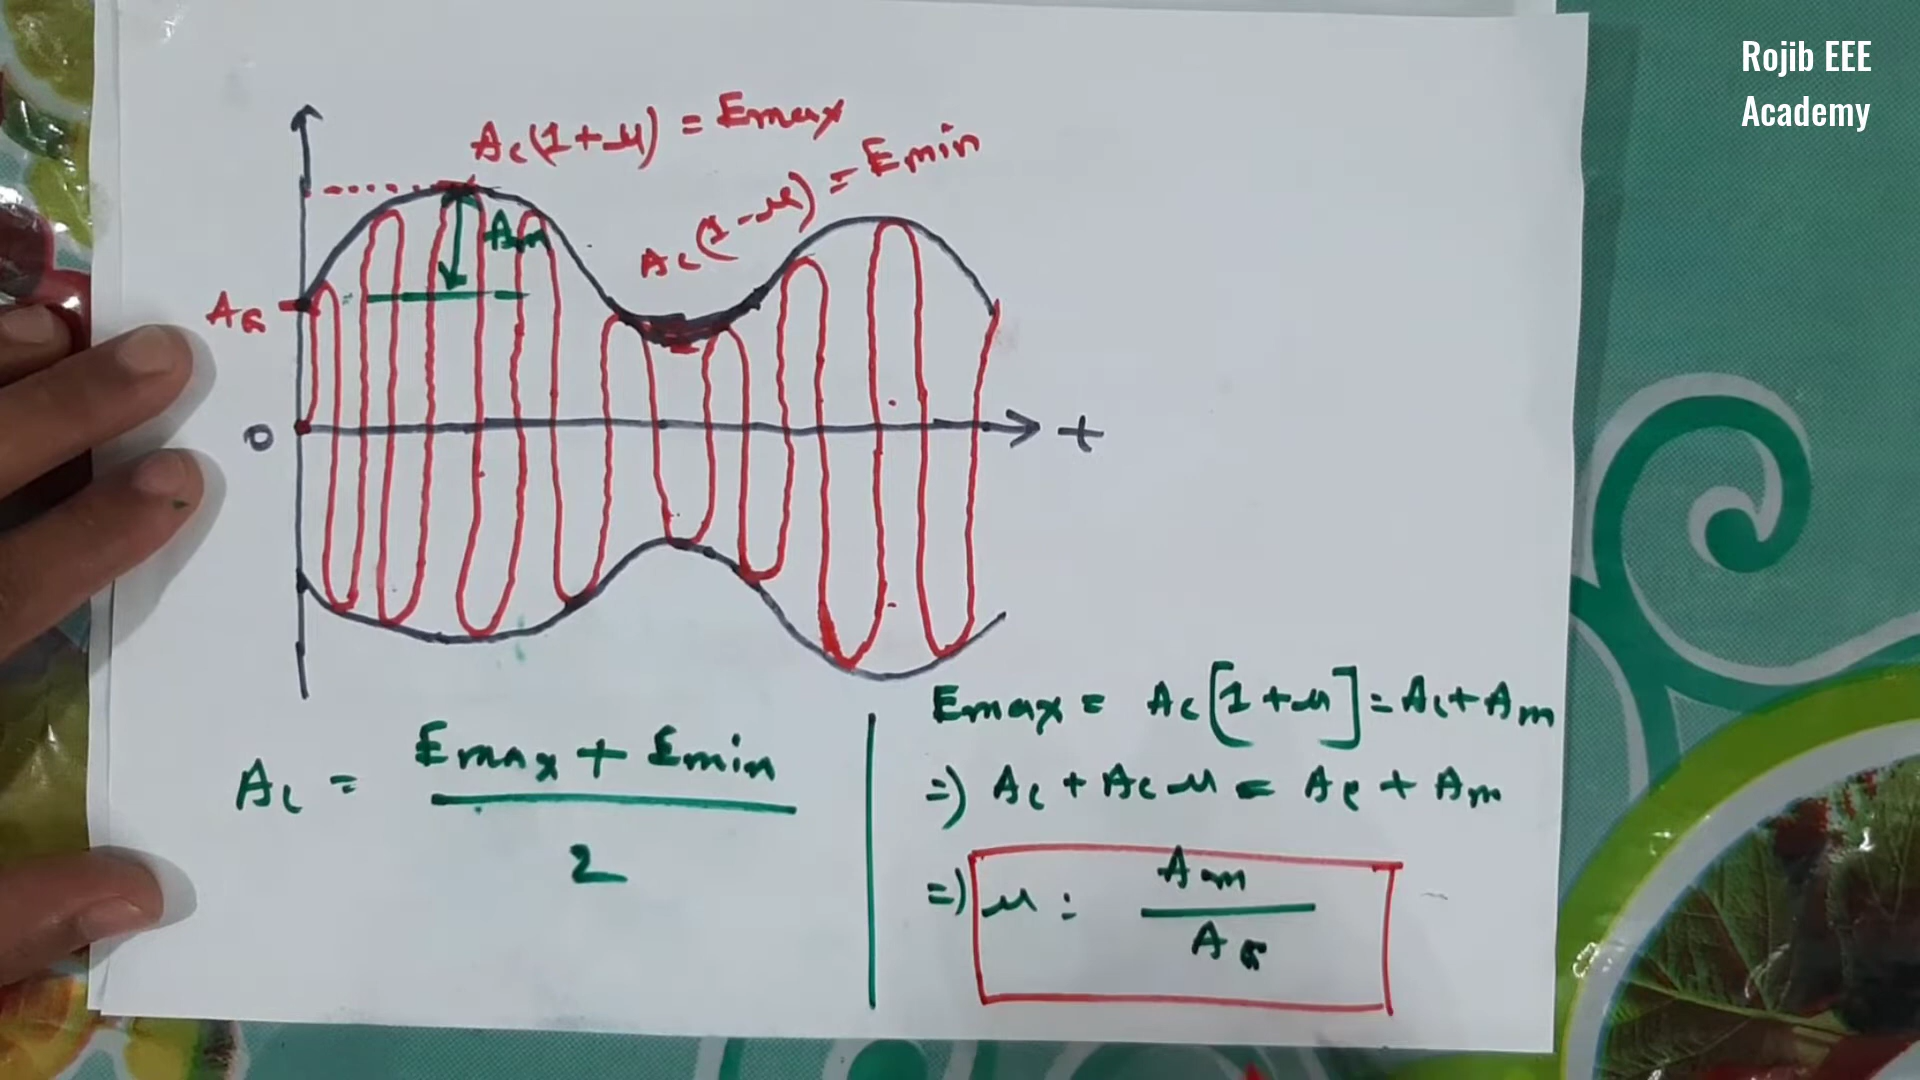 Rojib EEE
Academy
Ac(1+μ) = Emax
Ac(1-μ) = Emin
Am
Ac
0
t
Ac = Emax + Emin
2
Emax = Ac[1+μ] = Ac+Am
=) Ac + Acμ = Ac + Am
=) μ = Am
Ac